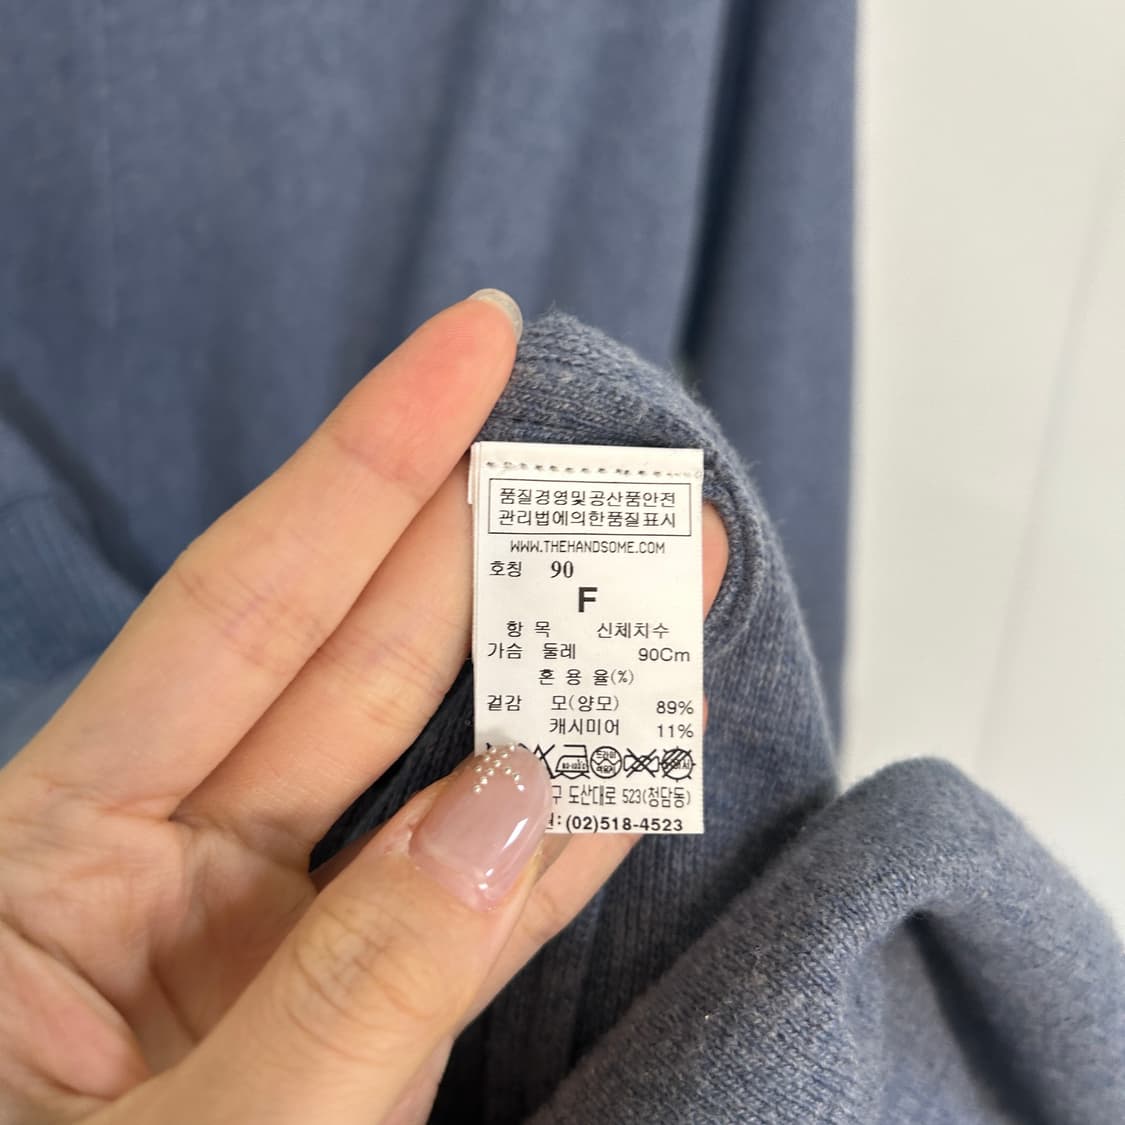 품질경영및공산품안전
관리법에의한품질표시
WWW.THEHANDSOME.COM
호칭 90
F
항 목 신체치수
가슴 둘레 90Cm
혼 용 율(%)
겉감 모(양모) 89%
캐시미어 11%
드라이
구 도산대로 523(청담동)
:(02)518-4523